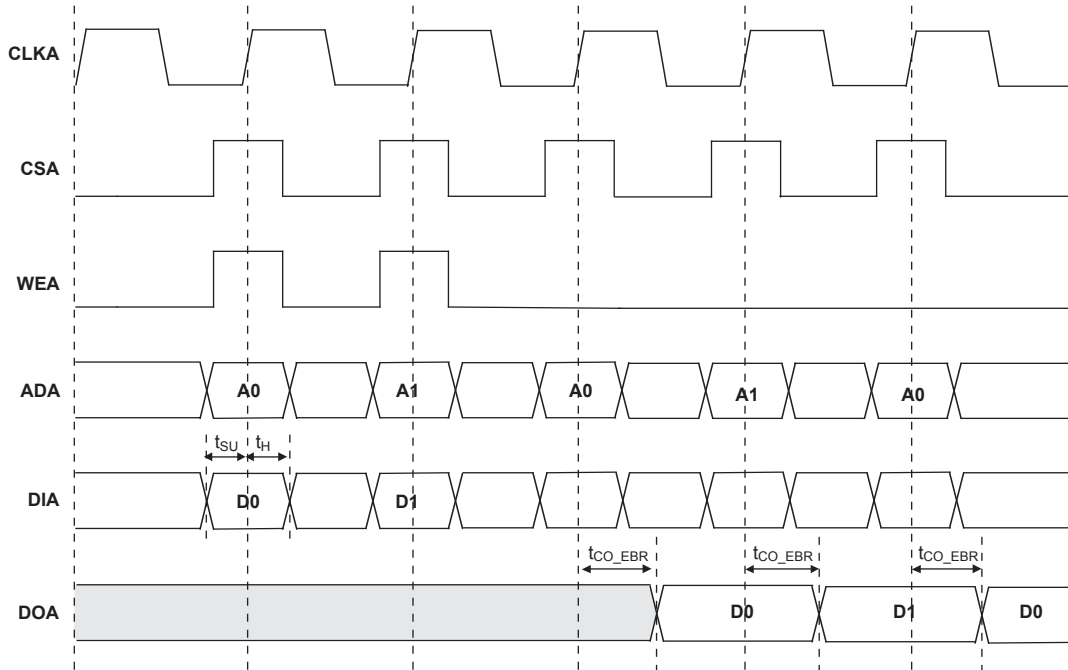 CLKA
CSA
WEA
ADA A0 A1 A0 A1 A0
tSU tH
DIA D0 D1
tCO_EBR tCO_EBR tCO_EBR
DOA D0 D1 D0